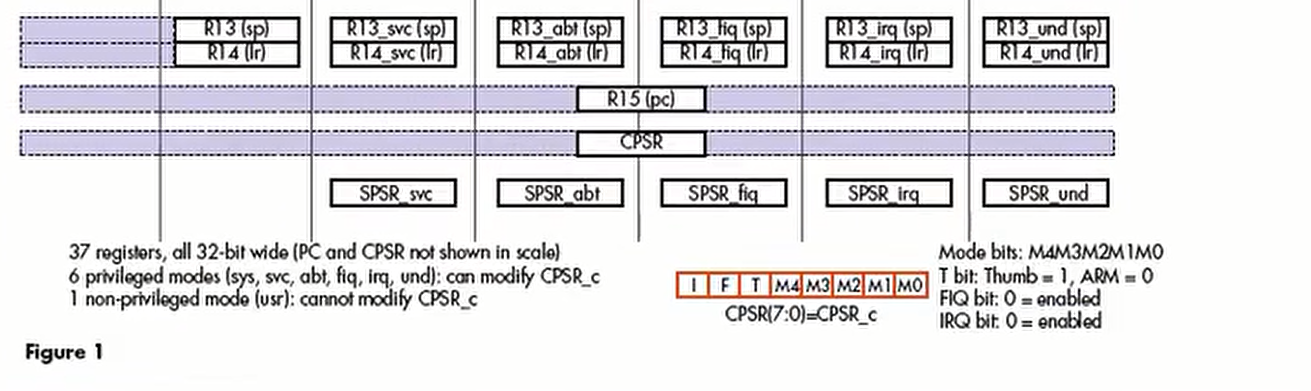 R13 (sp) R13_svc (sp) R13_abt (sp) R13_fiq (sp) R13_irq (sp) R13_und (sp)
R14 (lr) R14_svc (lr) R14_abt (lr) R14_fiq (lr) R14_irq (lr) R14_und (lr)
R15 (pc)
CPSR
SPSR_svc SPSR_abt SPSR_fiq SPSR_irq SPSR_und
37 registers, all 32-bit wide (PC and CPSR not shown in scale)
6 privileged modes (sys, svc, abt, fiq, irq, und): can modify CPSR_c
1 non-privileged mode (usr): cannot modify CPSR_c
I F T M4 M3 M2 M1 M0
CPSR(7:0)=CPSR_c
Mode bits: M4M3M2M1M0
T bit: Thumb = 1, ARM = 0
FIQ bit: 0 = enabled
IRQ bit: 0 = enabled
Figure 1